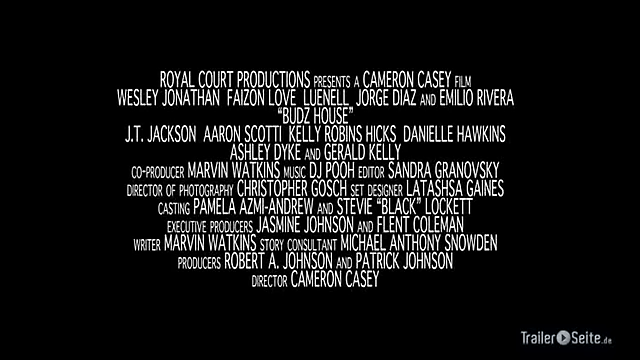 ROYAL COURT PRODUCTIONS PRESENTS A CAMERON CASEY FILM
WESLEY JONATHAN FAIZON LOVE LUENELL JORGE DIAZ AND EMILIO RIVERA
“BUDZ HOUSE”
J.T. JACKSON AARON SCOTTI KELLY ROBINS HICKS DANIELLE HAWKINS
ASHLEY DYKE AND GERALD KELLY
CO-PRODUCER MARVIN WATKINS MUSIC DJ POOH EDITOR SANDRA GRANOVSKY
DIRECTOR OF PHOTOGRAPHY CHRISTOPHER GOSCH SET DESIGNER LATASHSA GAINES
CASTING PAMELA AZMI-ANDREW AND STEVIE “BLACK” LOCKETT
EXECUTIVE PRODUCERS JASMINE JOHNSON AND FLENT COLEMAN
WRITER MARVIN WATKINS STORY CONSULTANT MICHAEL ANTHONY SNOWDEN
PRODUCERS ROBERT A. JOHNSON AND PATRICK JOHNSON
DIRECTOR CAMERON CASEY
TrailerSeite.de